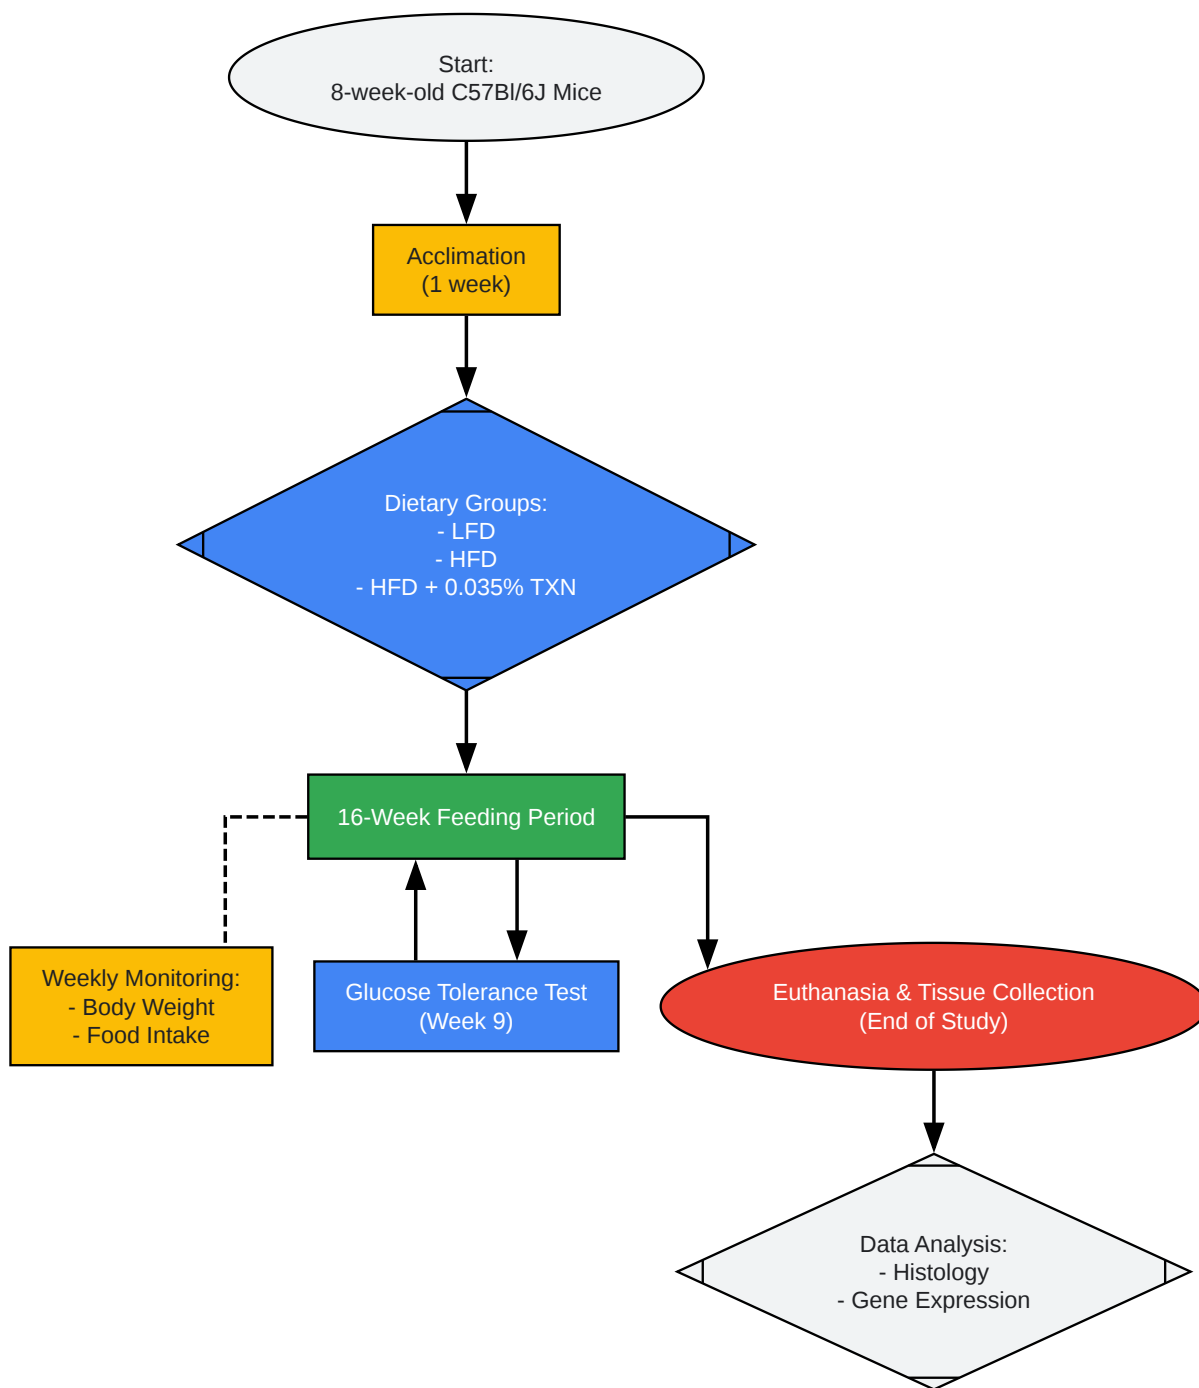 Start:
8-week-old C57Bl/6J Mice
Acclimation
(1 week)
Dietary Groups:
- LFD
- HFD
- HFD + 0.035% TXN
16-Week Feeding Period
Weekly Monitoring:
- Body Weight
- Food Intake
Glucose Tolerance Test
(Week 9)
Euthanasia & Tissue Collection
(End of Study)
Data Analysis:
- Histology
- Gene Expression